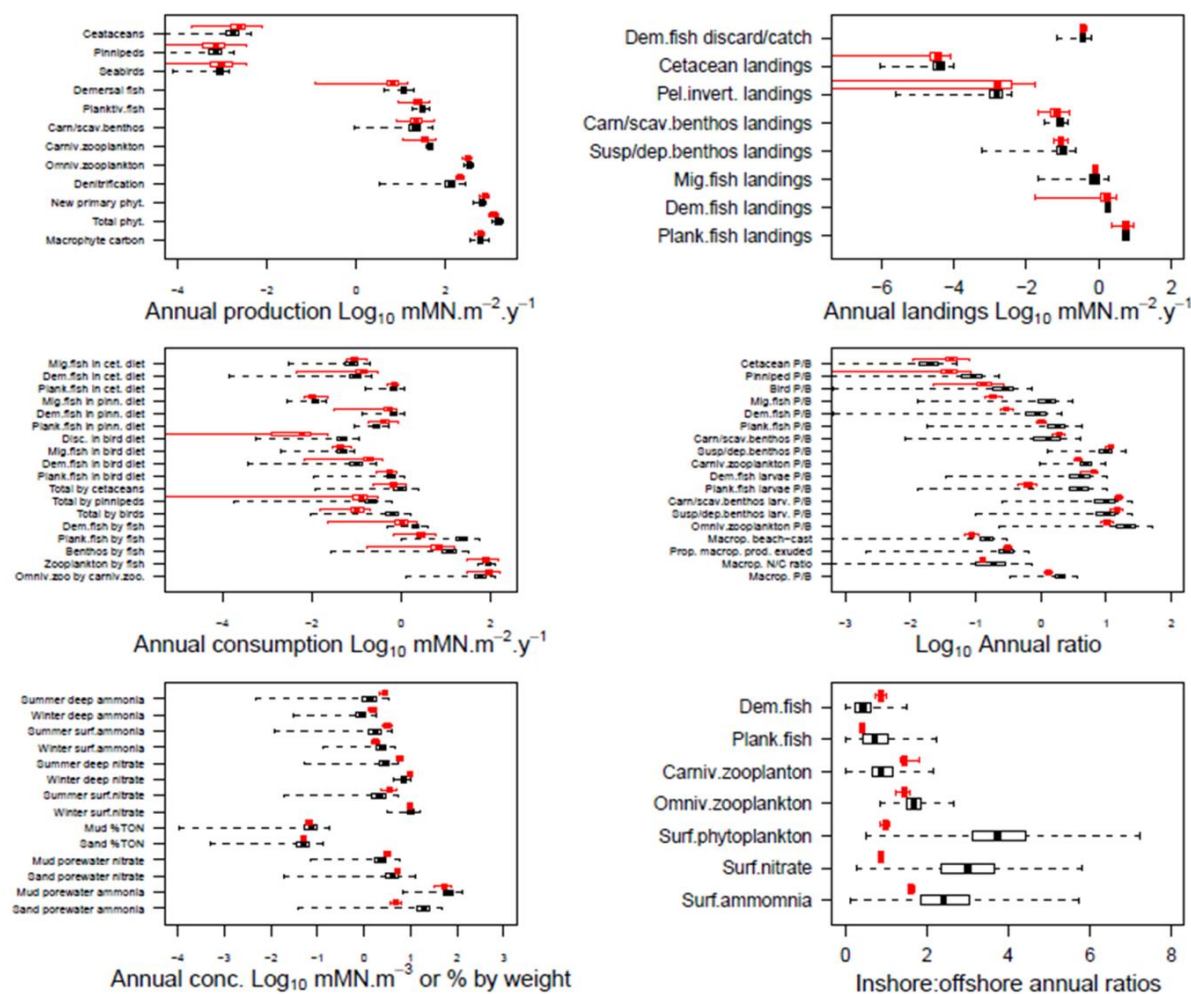 Ceataceans
Pinnipeds
Seabirds
Demersal fish
Planktiv.fish
Carn/scav.benthos
Carniv.zooplankton
Omniv.zooplankton
Denitrification
New primary phyt.
Total phyt.
Macrophyte carbon
−4 −2 0 2
Annual production Log10 mMN.m−2.y−1
Dem.fish discard/catch
Cetacean landings
Pel.invert. landings
Carn/scav.benthos landings
Susp/dep.benthos landings
Mig.fish landings
Dem.fish landings
Plank.fish landings
−6 −4 −2 0 2
Annual landings Log10 mMN.m−2.y−1
Mig.fish in cet. diet
Dem.fish in cet. diet
Plank.fish in cet. diet
Mig.fish in pinn. diet
Dem.fish in pinn. diet
Plank.fish in pinn. diet
Disc. in bird diet
Mig.fish in bird diet
Dem.fish in bird diet
Plank.fish in bird diet
Total by cetaceans
Total by pinnipeds
Total by birds
Dem.fish by fish
Plank.fish by fish
Benthos by fish
Zooplankton by fish
Omniv.zoo by carniv.zoo.
−4 −2 0 2
Annual consumption Log10 mMN.m−2.y−1
Cetacean P/B
Pinniped P/B
Bird P/B
Mig.fish P/B
Dem.fish P/B
Plank.fish P/B
Carn/scav.benthos P/B
Susp/dep.benthos P/B
Carniv.zooplankton P/B
Dem.fish larvae P/B
Plank.fish larvae P/B
Carn/scav.benthos larv. P/B
Susp/dep.benthos larv. P/B
Omniv.zooplankton P/B
Macrop. beach−cast
Prop. macrop. prod. exuded
Macrop. N/C ratio
Macrop. P/B
−3 −2 −1 0 1 2
Log10 Annual ratio
Summer deep ammonia
Winter deep ammonia
Summer surf.ammonia
Winter surf.ammonia
Summer deep nitrate
Winter deep nitrate
Summer surf.nitrate
Winter surf.nitrate
Mud %TON
Sand %TON
Mud porewater nitrate
Sand porewater nitrate
Mud porewater ammonia
Sand porewater ammonia
−4 −3 −2 −1 0 1 2 3
Annual conc. Log10 mMN.m−3 or % by weight
Dem.fish
Plank.fish
Carniv.zooplanton
Omniv.zooplankton
Surf.phytoplankton
Surf.nitrate
Surf.ammomnia
0 2 4 6 8
Inshore:offshore annual ratios